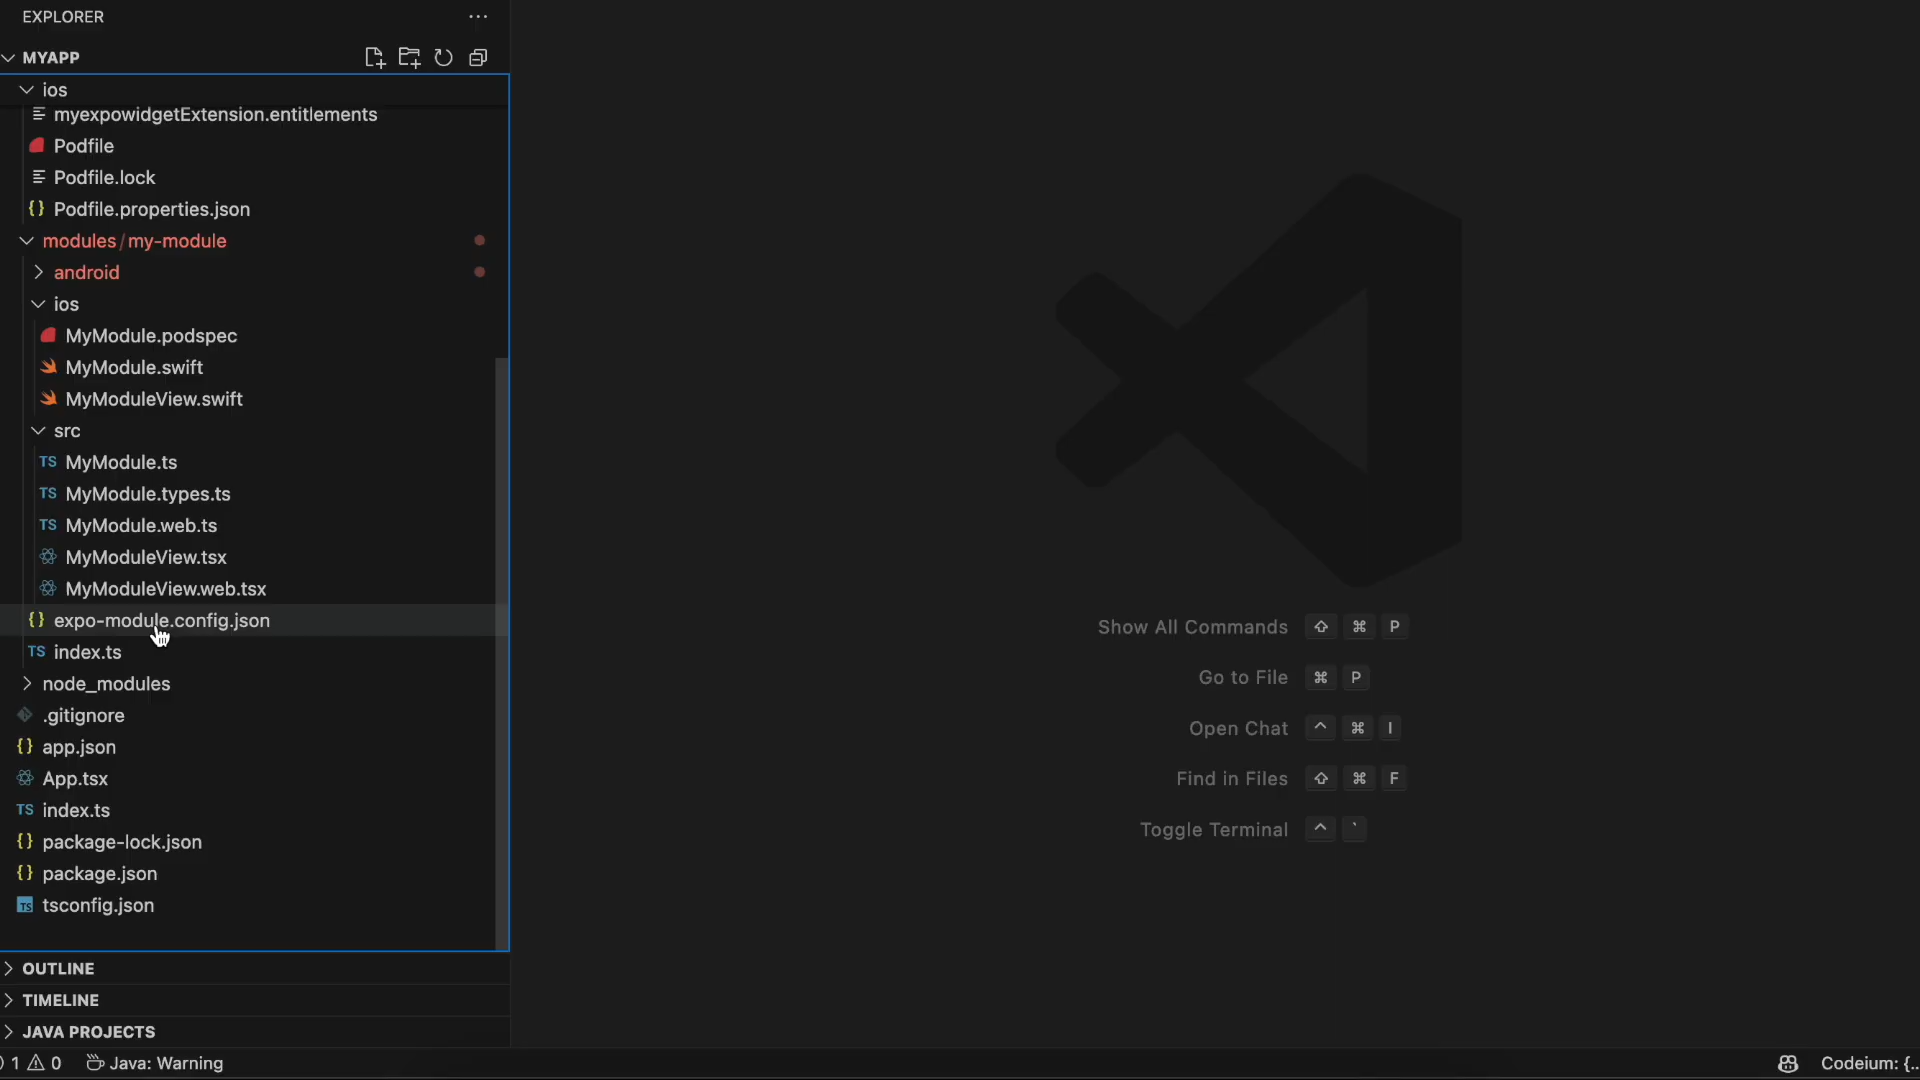 EXPLORER
MYAPP
ios
myexpowidgetExtension.entitlements
Podfile
Podfile.lock
{} Podfile.properties.json
modules / my-module
android
ios
MyModule.podspec
MyModule.swift
MyModuleView.swift
src
TS MyModule.ts
TS MyModule.types.ts
TS MyModule.web.ts
MyModuleView.tsx
MyModuleView.web.tsx
{} expo-module.config.json
TS index.ts
node_modules
.gitignore
{} app.json
App.tsx
TS index.ts
{} package-lock.json
{} package.json
TS tsconfig.json
OUTLINE
TIMELINE
JAVA PROJECTS
1 0 Java: Warning
Show All Commands ⇧ ⌘ P
Go to File ⌘ P
Open Chat ^ ⌘ I
Find in Files ⇧ ⌘ F
Toggle Terminal ^ `
Codeium: {..